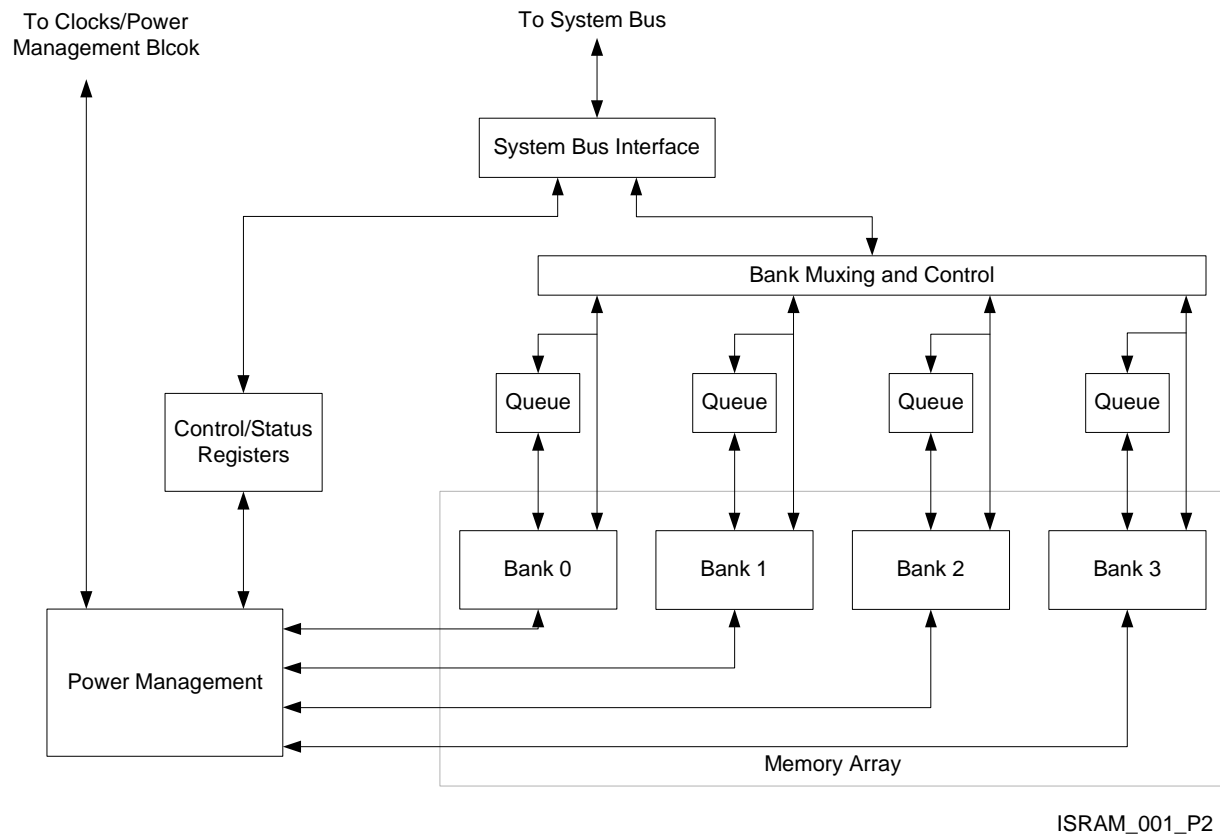 To Clocks/Power
Management Blcok
To System Bus
System Bus Interface
Bank Muxing and Control
Queue
Queue
Queue
Queue
Control/Status
Registers
Bank 0
Bank 1
Bank 2
Bank 3
Power Management
Memory Array
ISRAM_001_P2